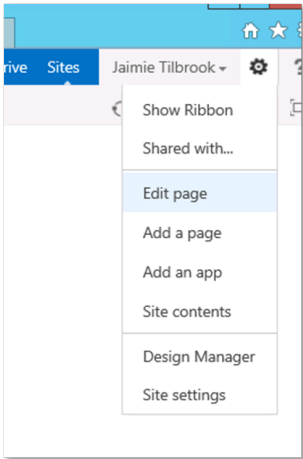 rive Sites Jaimie Tilbrook ?
Show Ribbon
Shared with...
Edit page
Add a page
Add an app
Site contents
Design Manager
Site settings